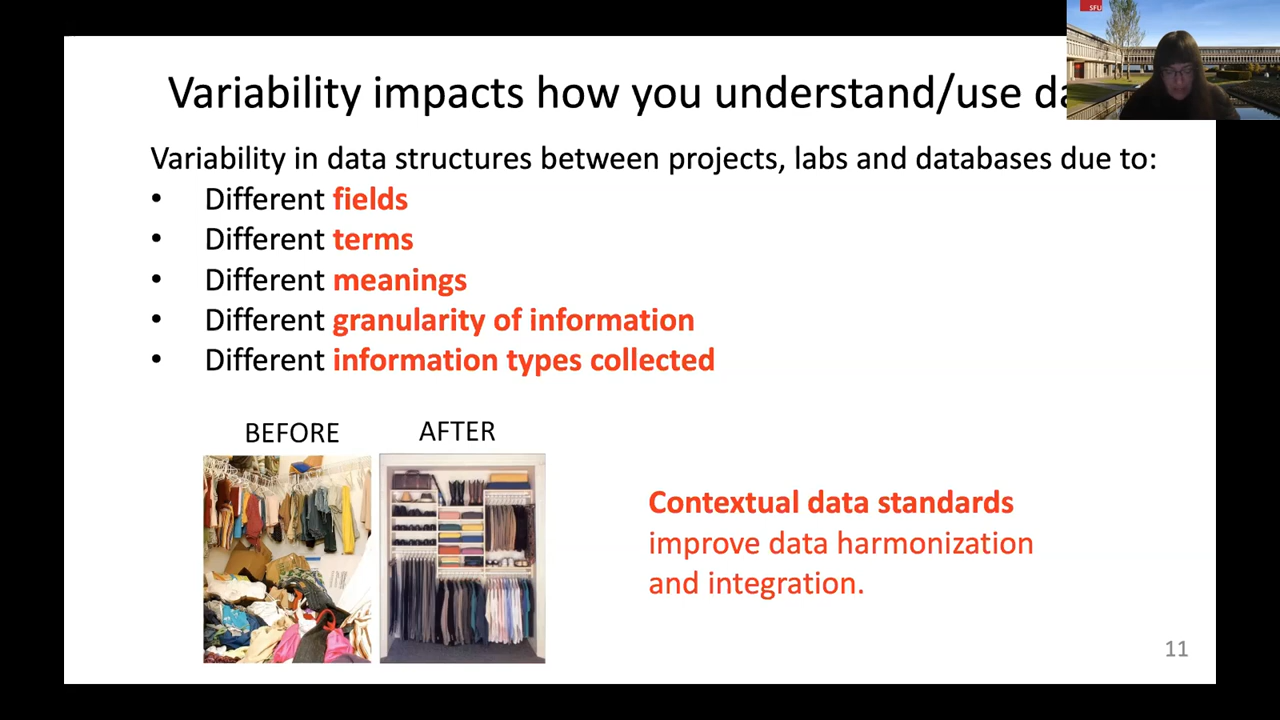 SFU
Variability impacts how you understand/use
Variability in data structures between projects, labs and databases due to:
• Different fields
• Different terms
• Different meanings
• Different granularity of information
• Different information types collected
BEFORE
AFTER
Contextual data standards
improve data harmonization
and integration.
11